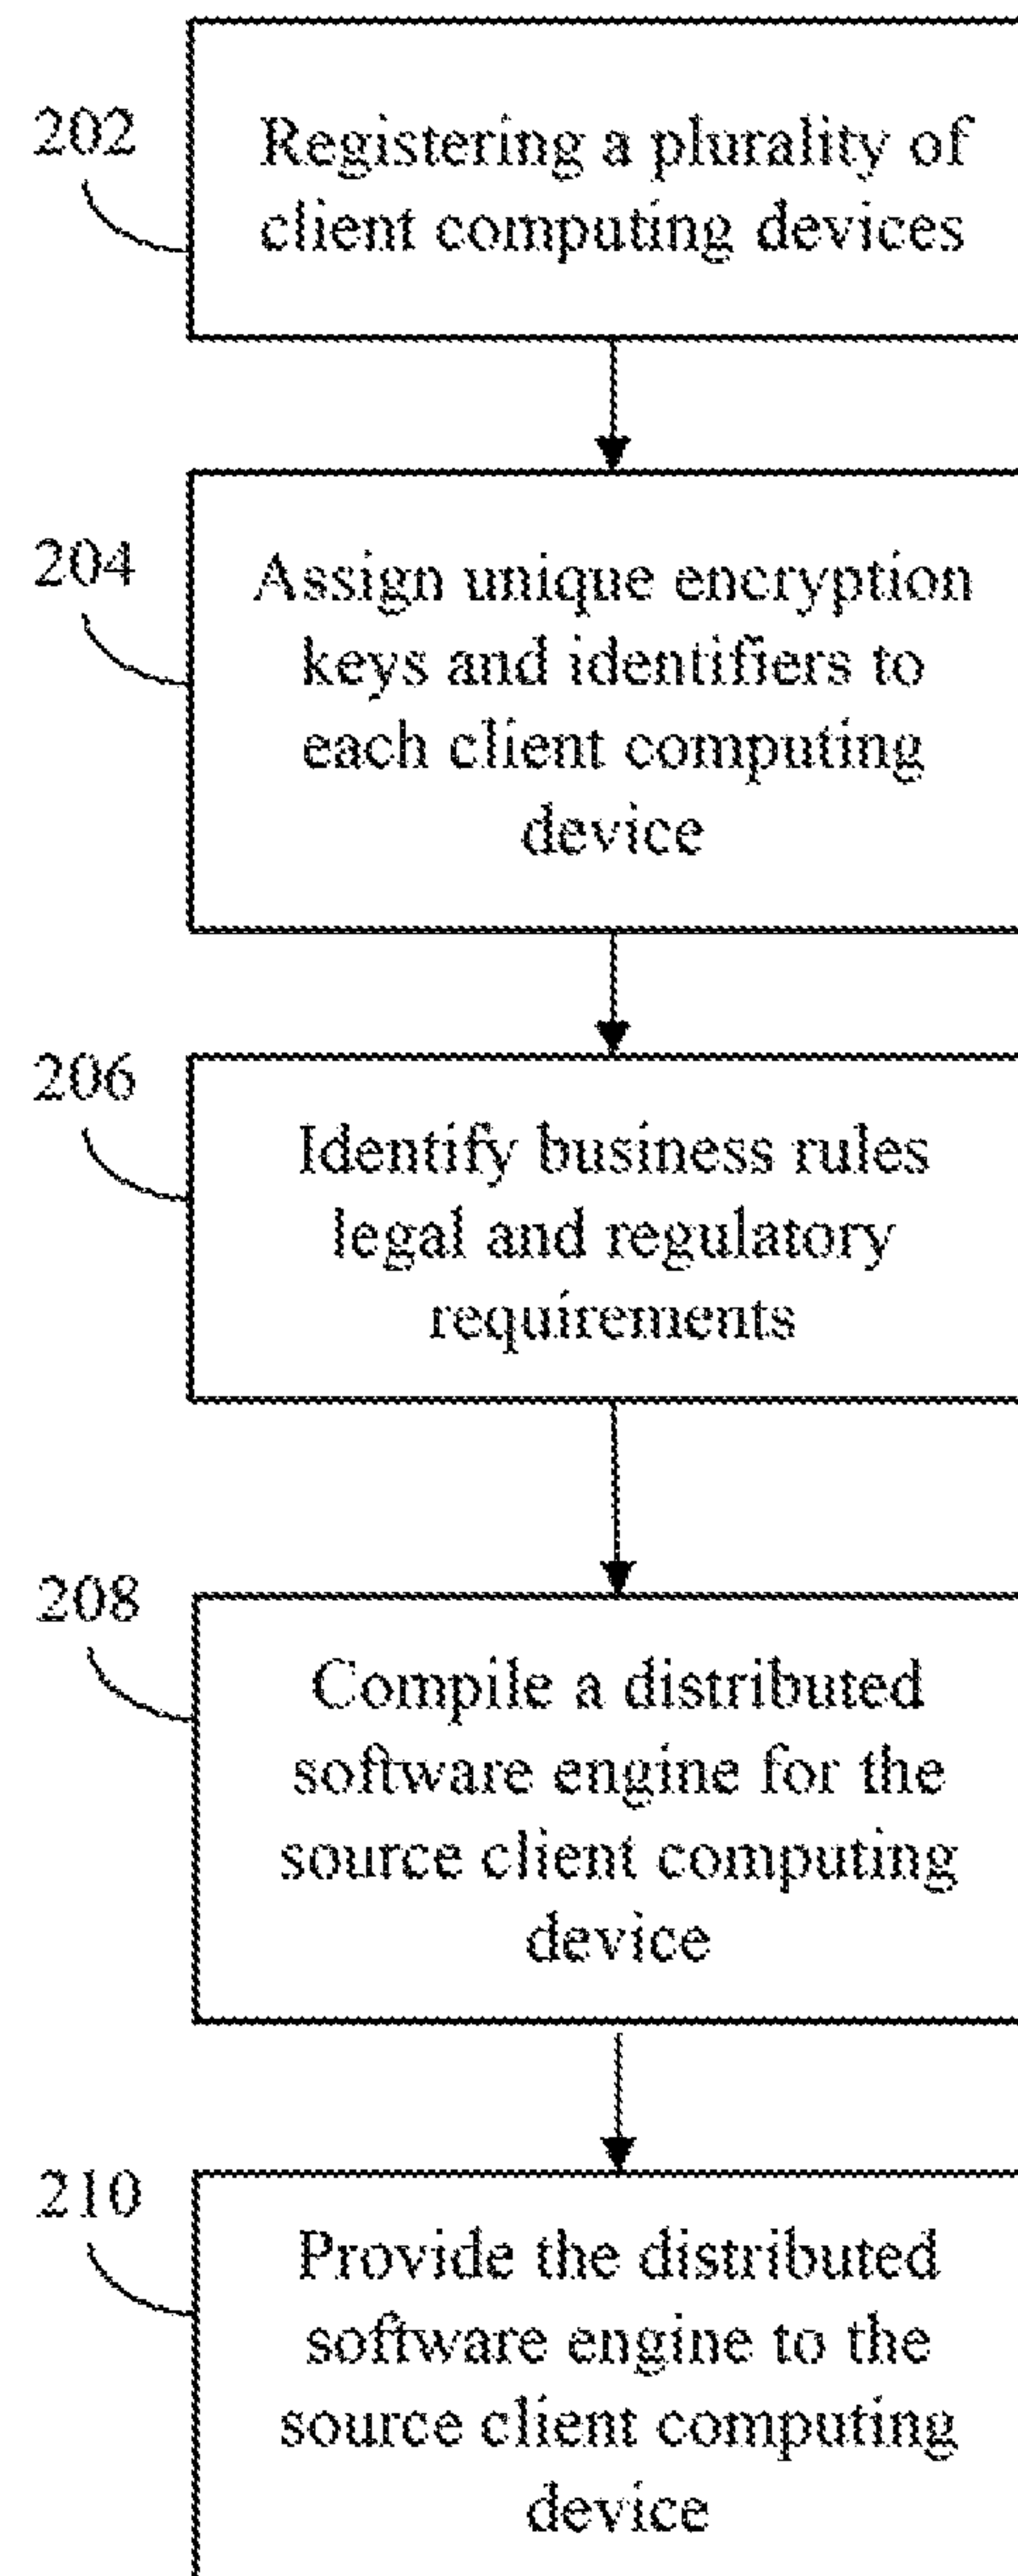 202
Registering a plurality of
client computing devices
204
Assign unique encryption
keys and identifiers to
each client computing
device
206
Identify business rules
legal and regulatory
requirements
208
Compile a distributed
software engine for the
source client computing
device
210
Provide the distributed
software engine to the
source client computing
device